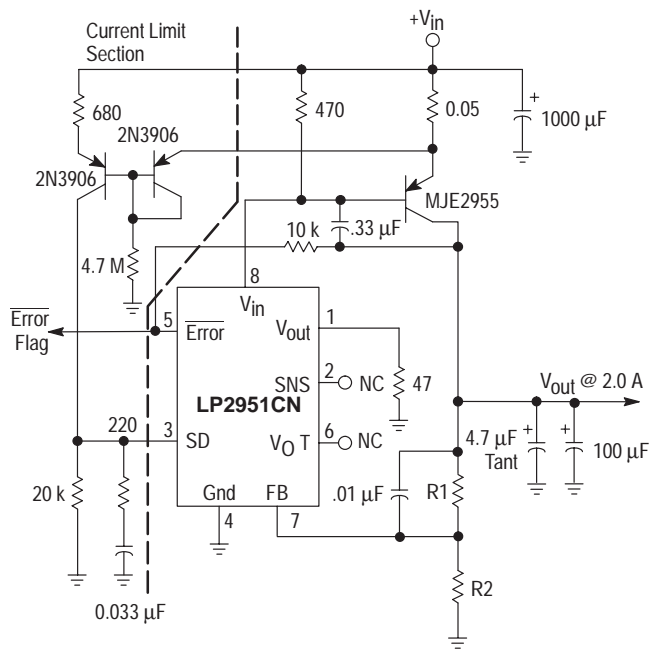 Current Limit
Section
+Vin
680
2N3906
470
0.05
+
1000 μF
2N3906
MJE2955
10 k
.33 μF
4.7 M
8
Vin
Error
Flag
5
Error
Vout
1
SNS
2
NC
47
LP2951CN
Vout @ 2.0 A
220
3
SD
VO T
6
NC
4.7 μF
Tant
+
+
100 μF
20 k
Gnd
FB
.01 μF
R1
4
7
R2
0.033 μF